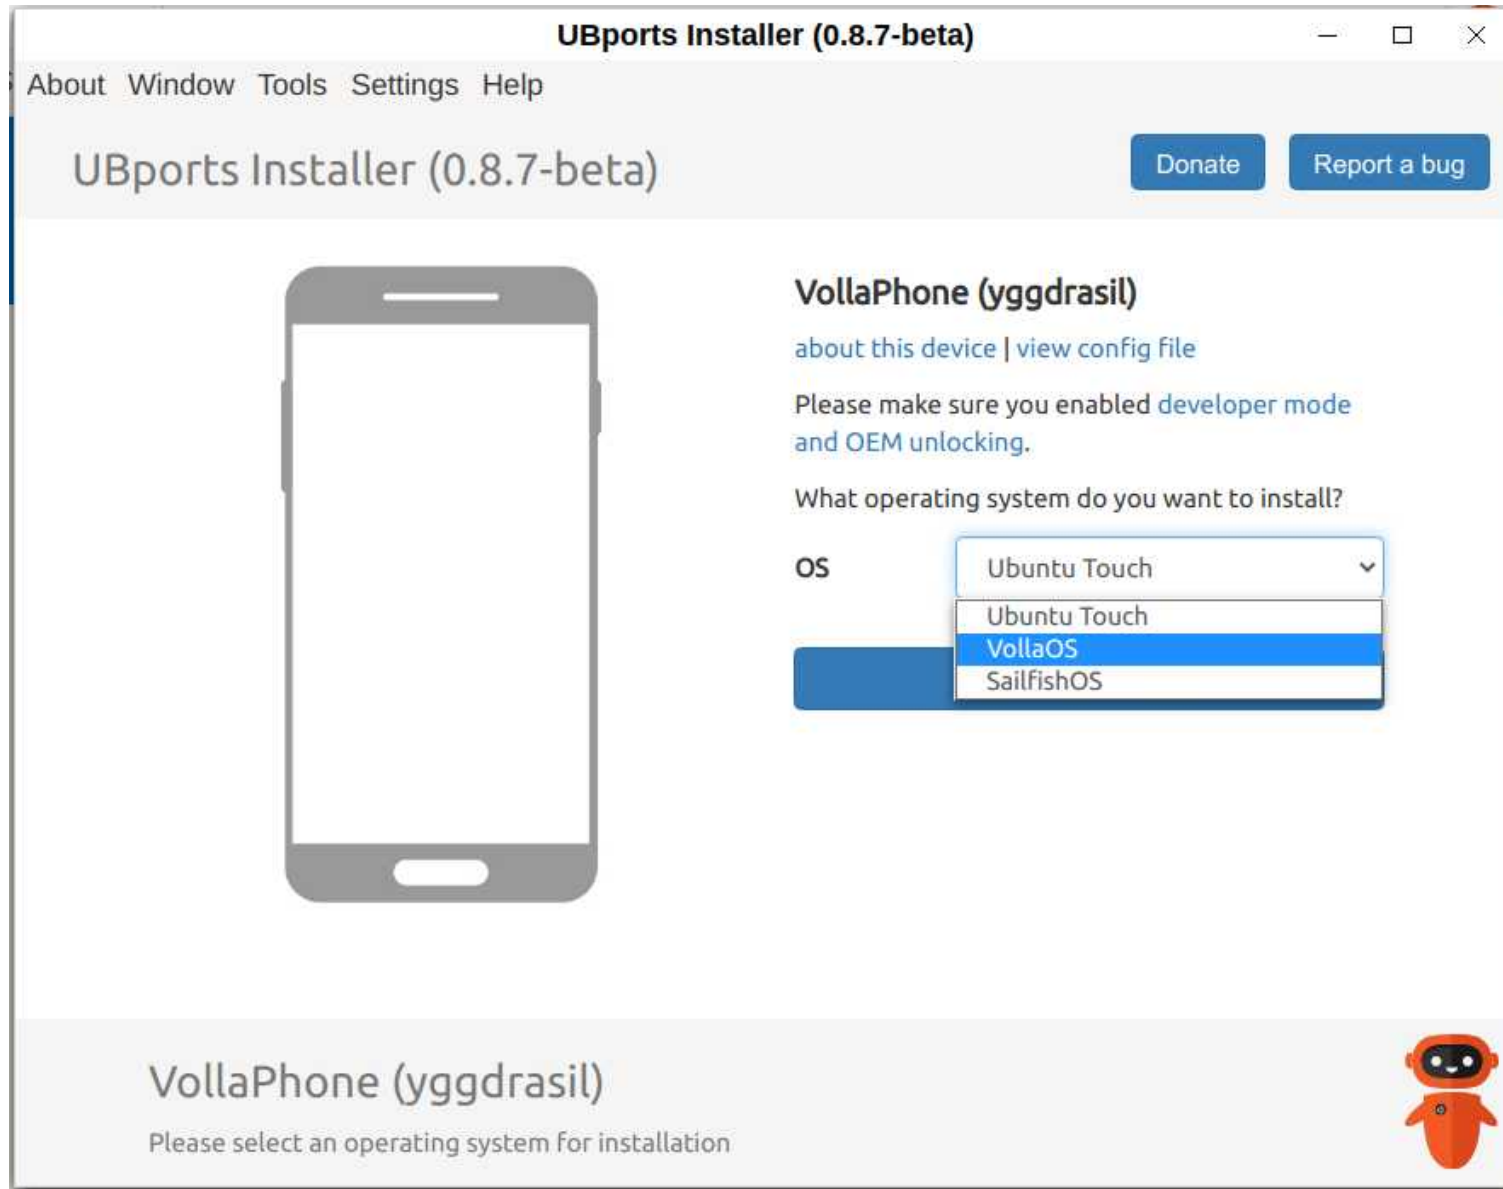 UBports Installer (0.8.7-beta)
About Window Tools Settings Help
UBports Installer (0.8.7-beta)
Donate
Report a bug
VollaPhone (yggdrasil)
about this device | view config file
Please make sure you enabled developer mode
and OEM unlocking.
What operating system do you want to install?
OS
Ubuntu Touch
Ubuntu Touch
VollaOS
SailfishOS
VollaPhone (yggdrasil)
Please select an operating system for installation